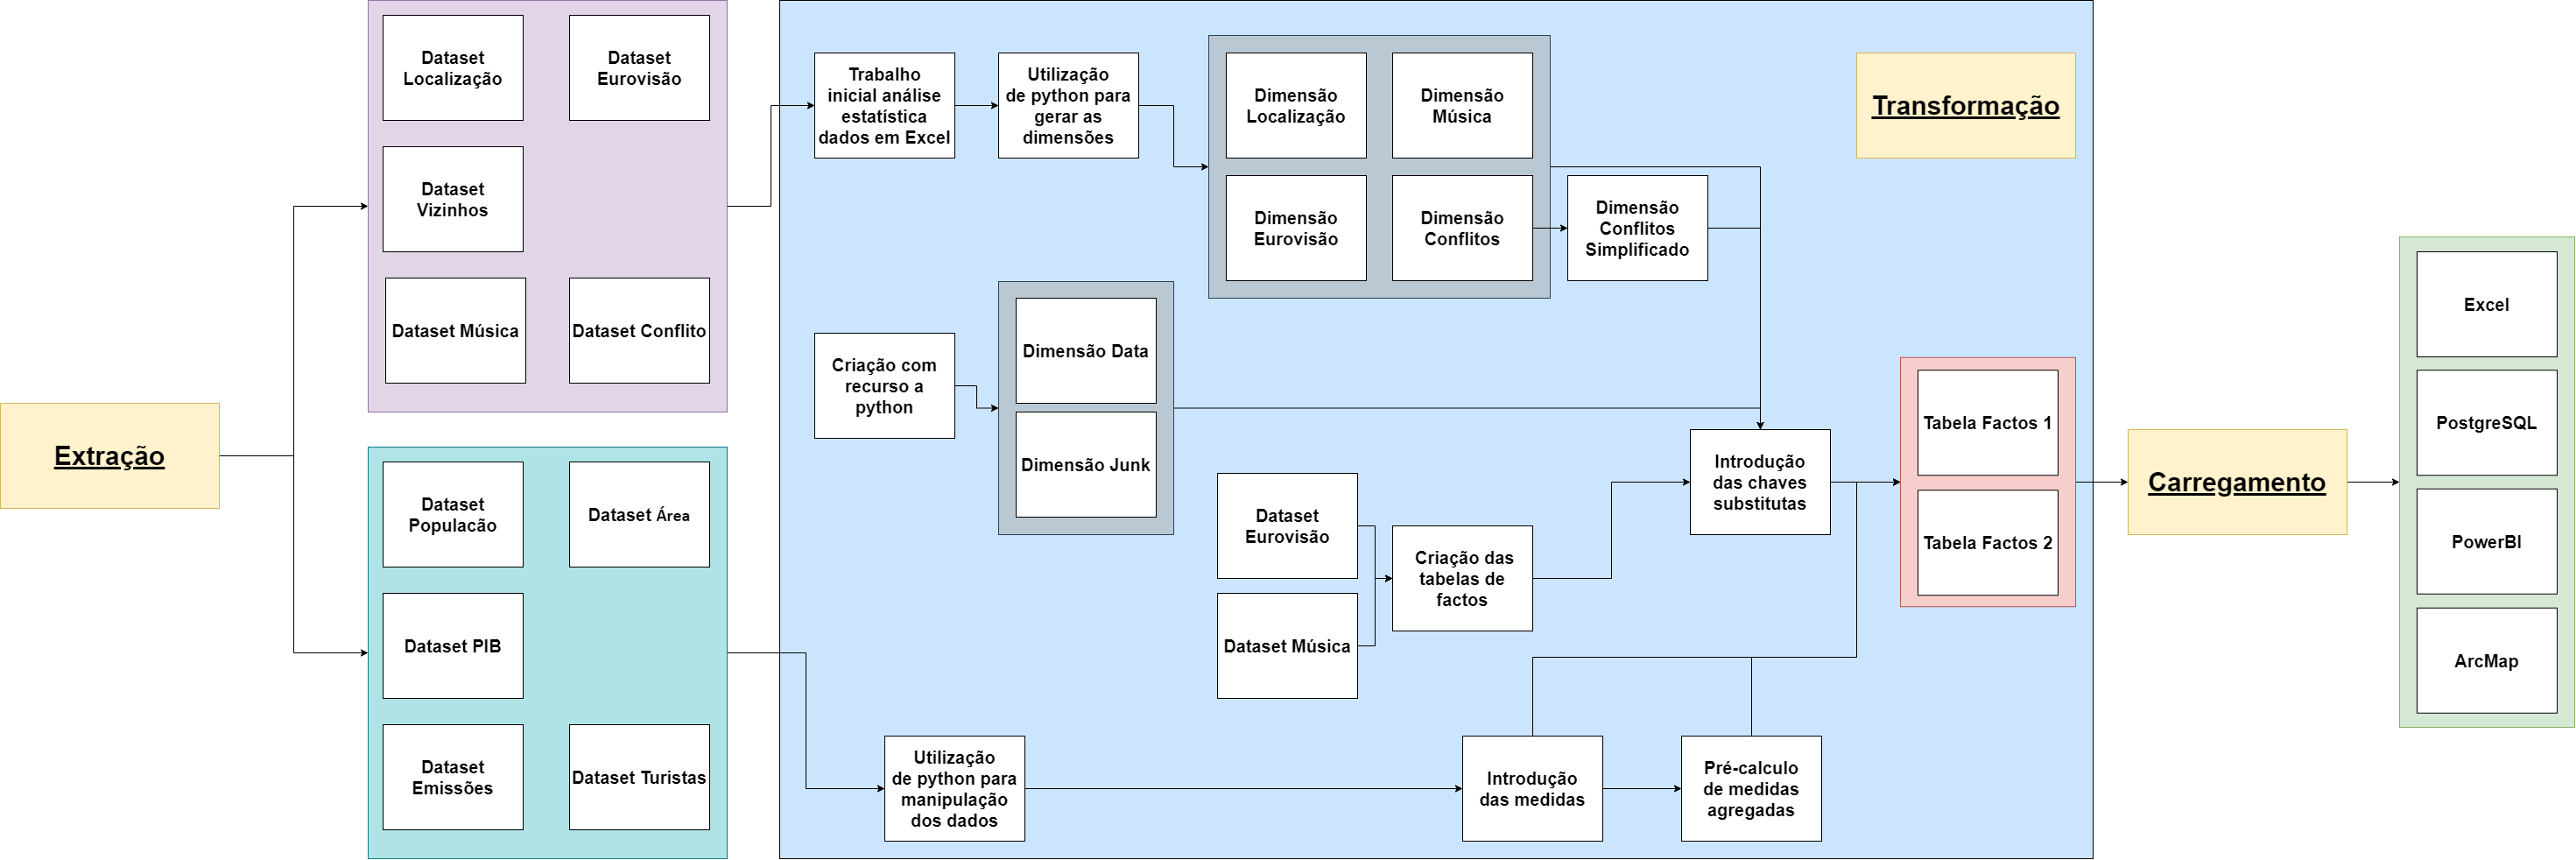 Extração
Dataset
Localização
Dataset
Eurovisão
Dataset
Vizinhos
Dataset Música
Dataset Conflito
Dataset
Populacão
Dataset Área
Dataset PIB
Dataset
Emissões
Dataset Turistas
Trabalho
inicial análise
estatística
dados em Excel
Utilização
de python para
gerar as
dimensões
Dimensão
Localização
Dimensão
Música
Dimensão
Eurovisão
Dimensão
Conflitos
Dimensão
Conflitos
Simplificado
Transformação
Criação com
recurso a
python
Dimensão Data
Dimensão Junk
Dataset
Eurovisão
Dataset Música
Criação das
tabelas de
factos
Introdução
das chaves
substitutas
Tabela Factos 1
Tabela Factos 2
Utilização
de python para
manipulação
dos dados
Introdução
das medidas
Pré-calculo
de medidas
agregadas
Carregamento
Excel
PostgreSQL
PowerBI
ArcMap